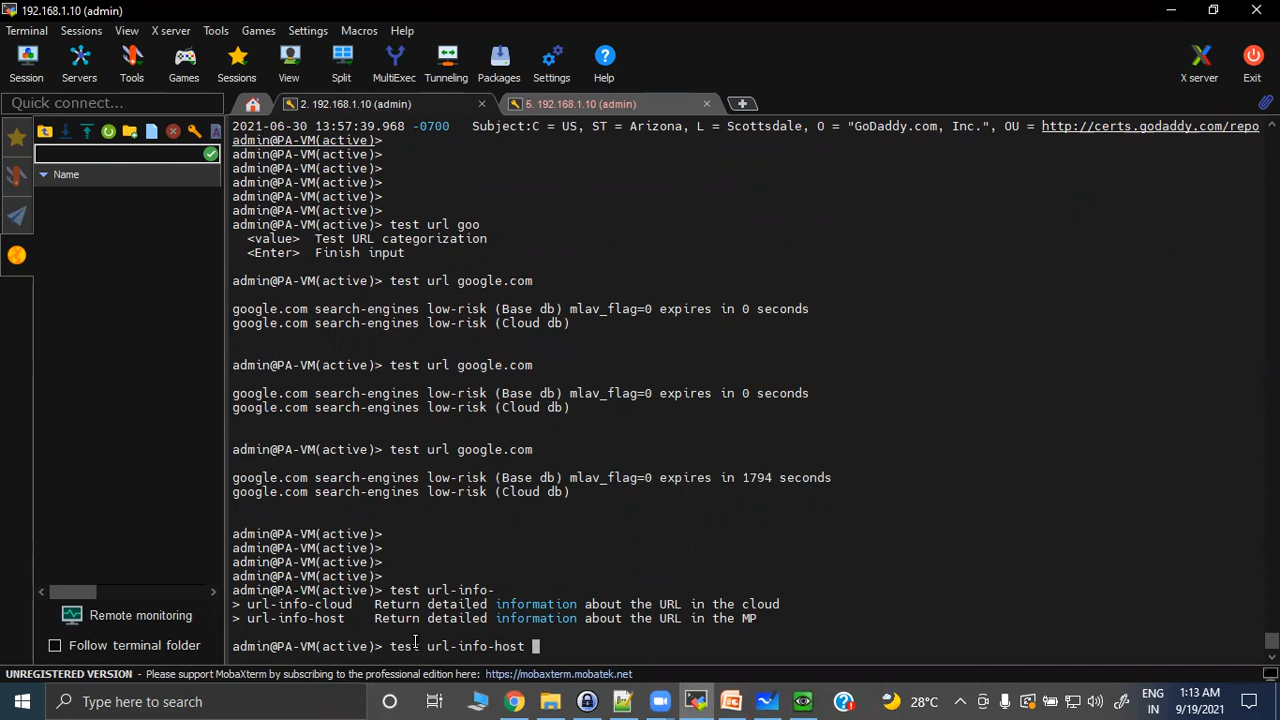 192.168.1.10 (admin)
Terminal Sessions View X server Tools Games Settings Macros Help
Session Servers Tools Games Sessions View Split MultiExec Tunneling Packages Settings Help X server Exit
Quick connect... 2. 192.168.1.10 (admin) 5. 192.168.1.10 (admin)
Name
2021-06-30 13:57:39.968 -0700 Subject:C = US, ST = Arizona, L = Scottsdale, O = "GoDaddy.com, Inc.", OU = http://certs.godaddy.com/repo
admin@PA-VM(active)>
admin@PA-VM(active)>
admin@PA-VM(active)>
admin@PA-VM(active)>
admin@PA-VM(active)>
admin@PA-VM(active)>
admin@PA-VM(active)> test url goo
<value> Test URL categorization
<Enter> Finish input
admin@PA-VM(active)> test url google.com
google.com search-engines low-risk (Base db) mlav_flag=0 expires in 0 seconds
google.com search-engines low-risk (Cloud db)
admin@PA-VM(active)> test url google.com
google.com search-engines low-risk (Base db) mlav_flag=0 expires in 0 seconds
google.com search-engines low-risk (Cloud db)
admin@PA-VM(active)> test url google.com
google.com search-engines low-risk (Base db) mlav_flag=0 expires in 1794 seconds
google.com search-engines low-risk (Cloud db)
admin@PA-VM(active)>
admin@PA-VM(active)>
admin@PA-VM(active)>
admin@PA-VM(active)>
admin@PA-VM(active)> test url-info-
> url-info-cloud Return detailed information about the URL in the cloud
> url-info-host Return detailed information about the URL in the MP
admin@PA-VM(active)> test url-info-host
Remote monitoring
Follow terminal folder
UNREGISTERED VERSION - Please support MobaXterm by subscribing to the professional edition here: https://mobaxterm.mobatek.net
Type here to search
28°C
ENG
IN
1:13 AM
9/19/2021